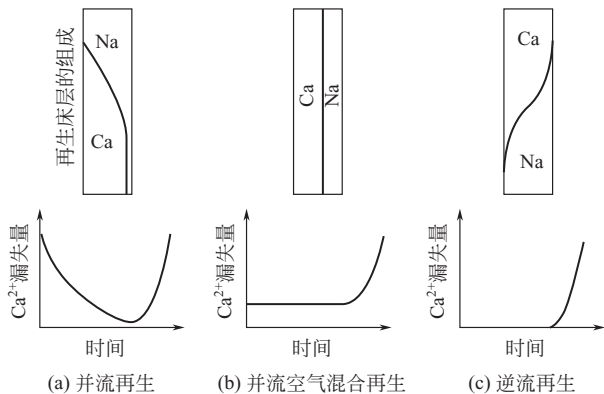 再生床层的组成
Na
Ca
Ca
Na
Ca
Na
Ca²⁺漏失量
时间
Ca²⁺漏失量
时间
Ca²⁺漏失量
时间
(a) 并流再生
(b) 并流空气混合再生
(c) 逆流再生